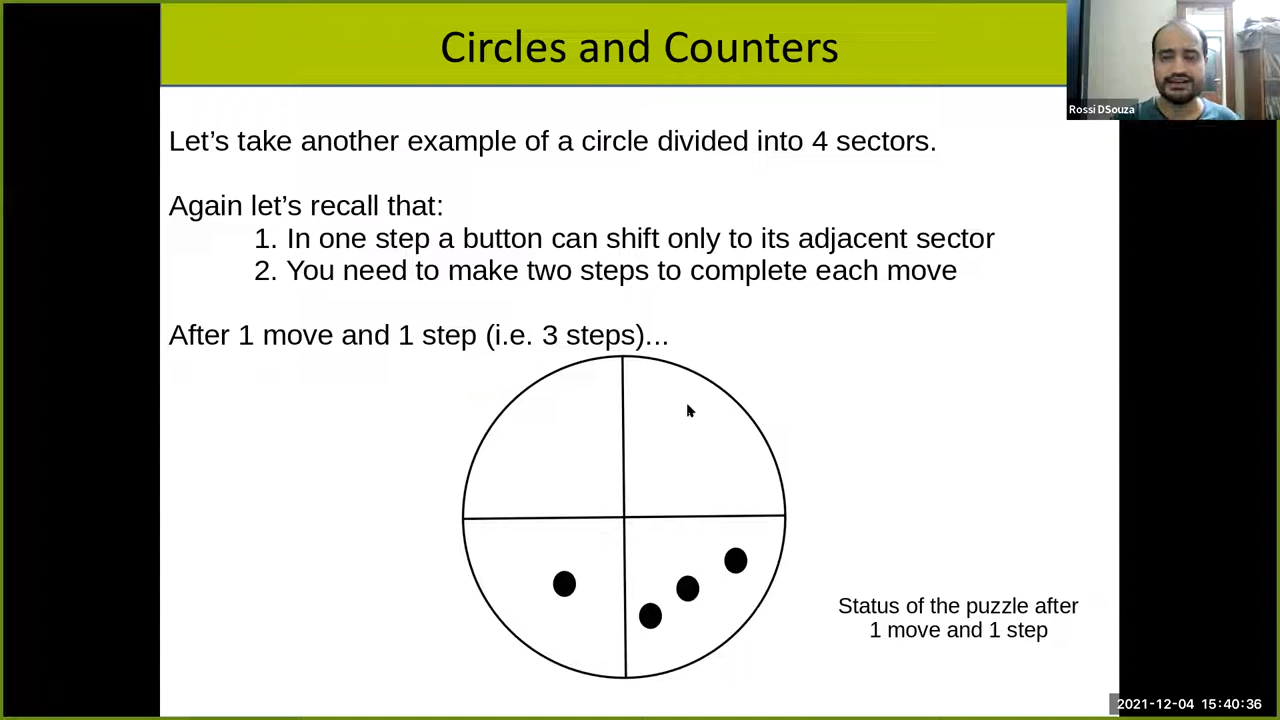 Circles and Counters
Rossi DSouza
Let's take another example of a circle divided into 4 sectors.
Again let's recall that:
1. In one step a button can shift only to its adjacent sector
2. You need to make two steps to complete each move
After 1 move and 1 step (i.e. 3 steps)...
Status of the puzzle after
1 move and 1 step
2021-12-04 15:40:36